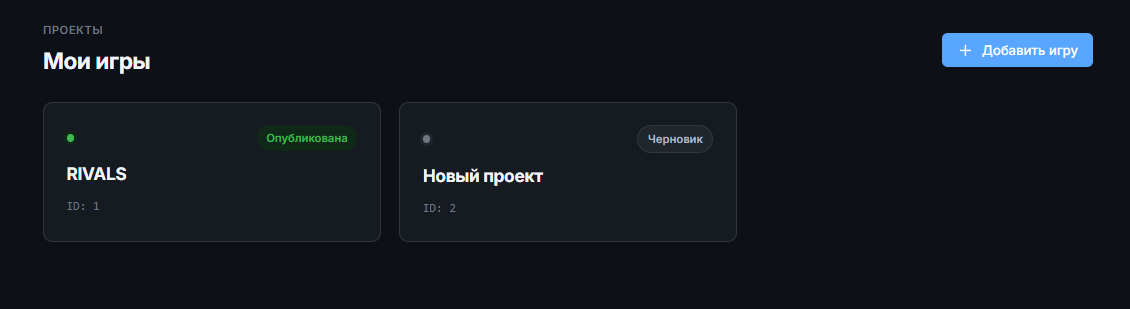 ПРОЕКТЫ
Мои игры
Добавить игру
Опубликована
RIVALS
ID: 1
Черновик
Новый проект
ID: 2